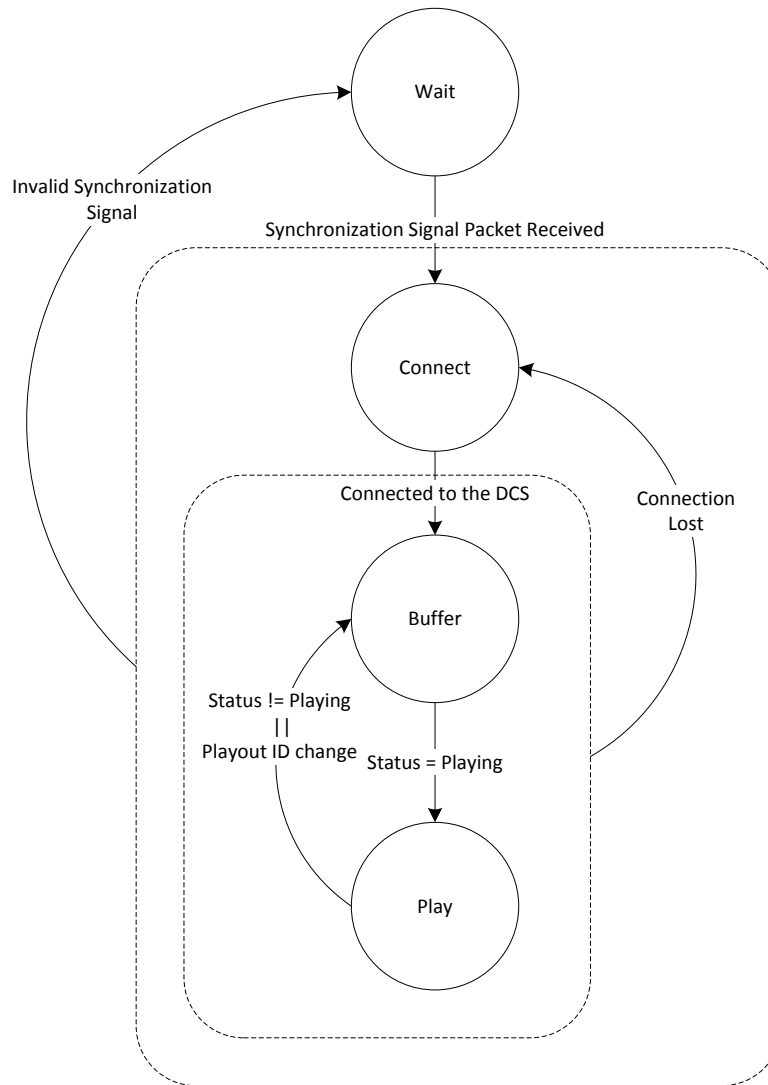 Wait
Invalid Synchronization
Signal
Synchronization Signal Packet Received
Connect
Connected to the DCS
Connection
Lost
Buffer
Status != Playing
||
Playout ID change
Status = Playing
Play